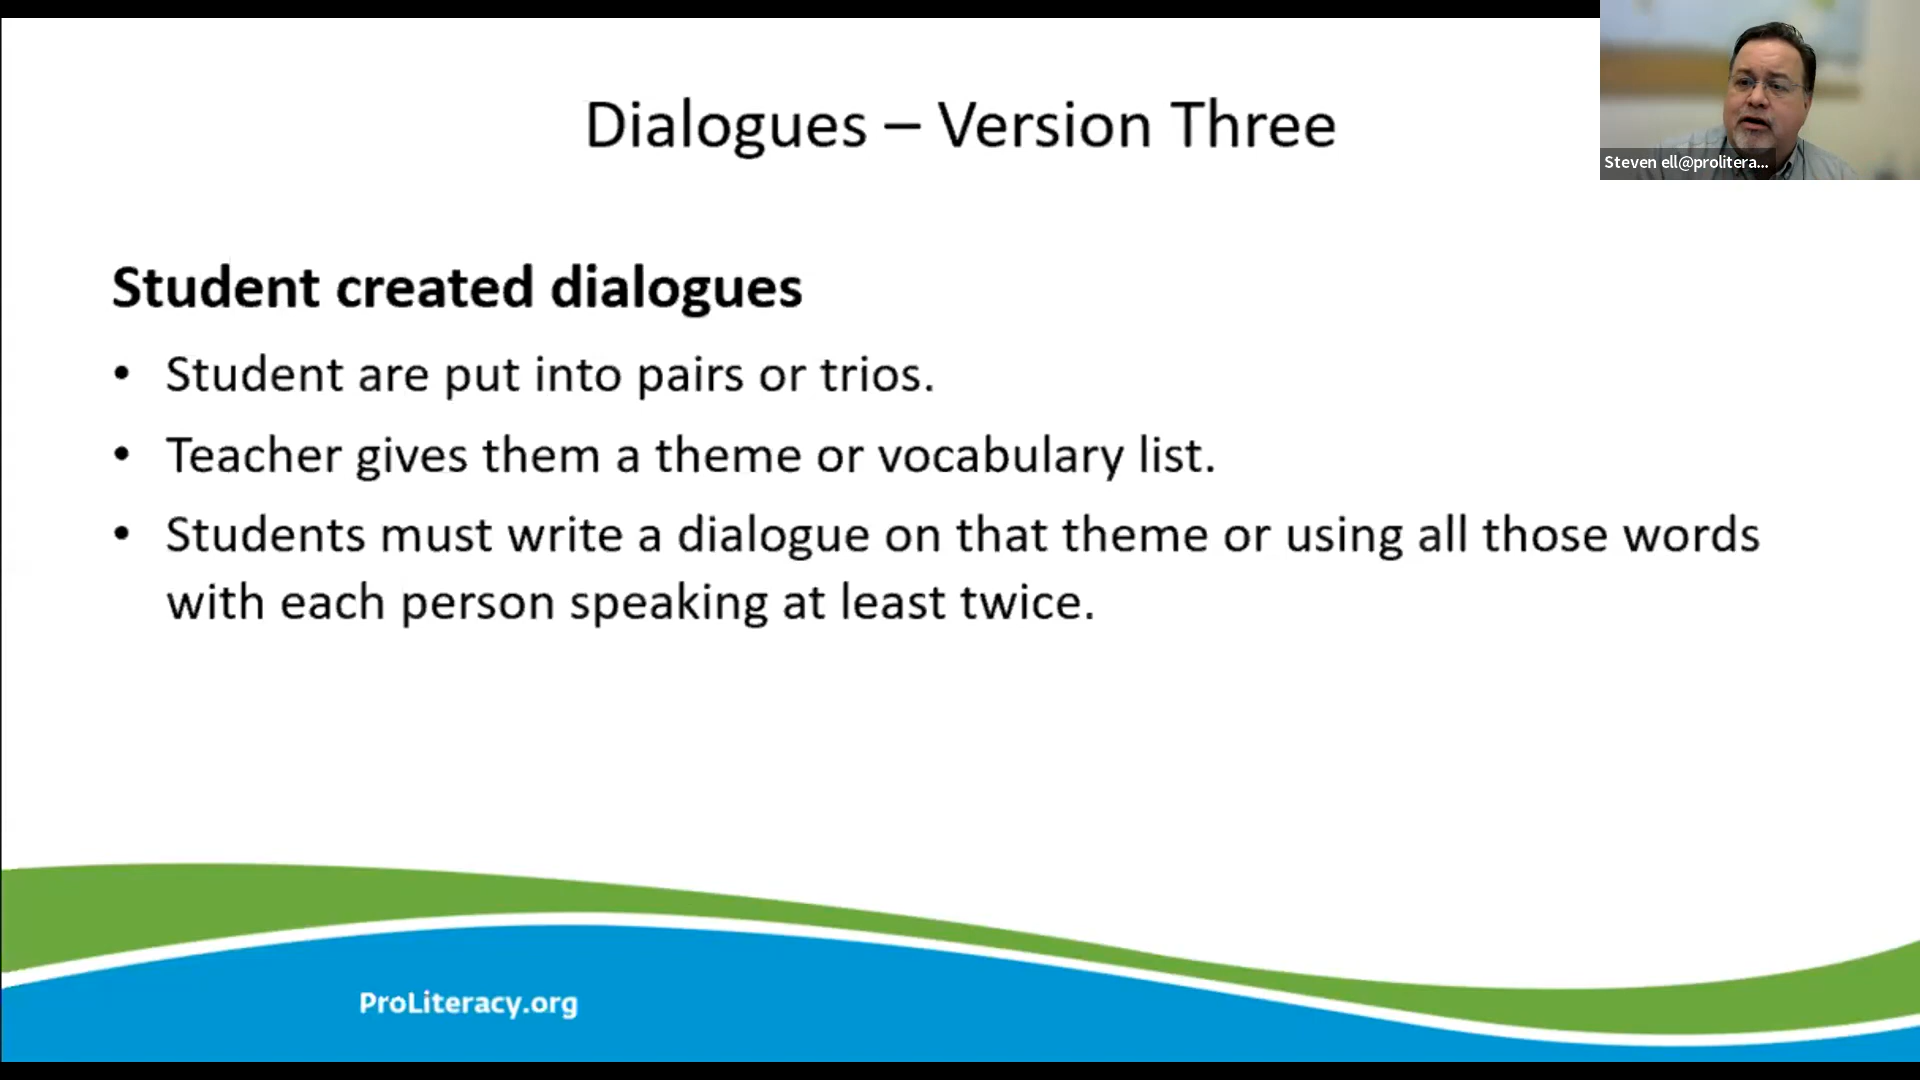 Dialogues – Version Three
Steven ell@prolitera...
Student created dialogues
• Student are put into pairs or trios.
• Teacher gives them a theme or vocabulary list.
• Students must write a dialogue on that theme or using all those words
with each person speaking at least twice.
ProLiteracy.org